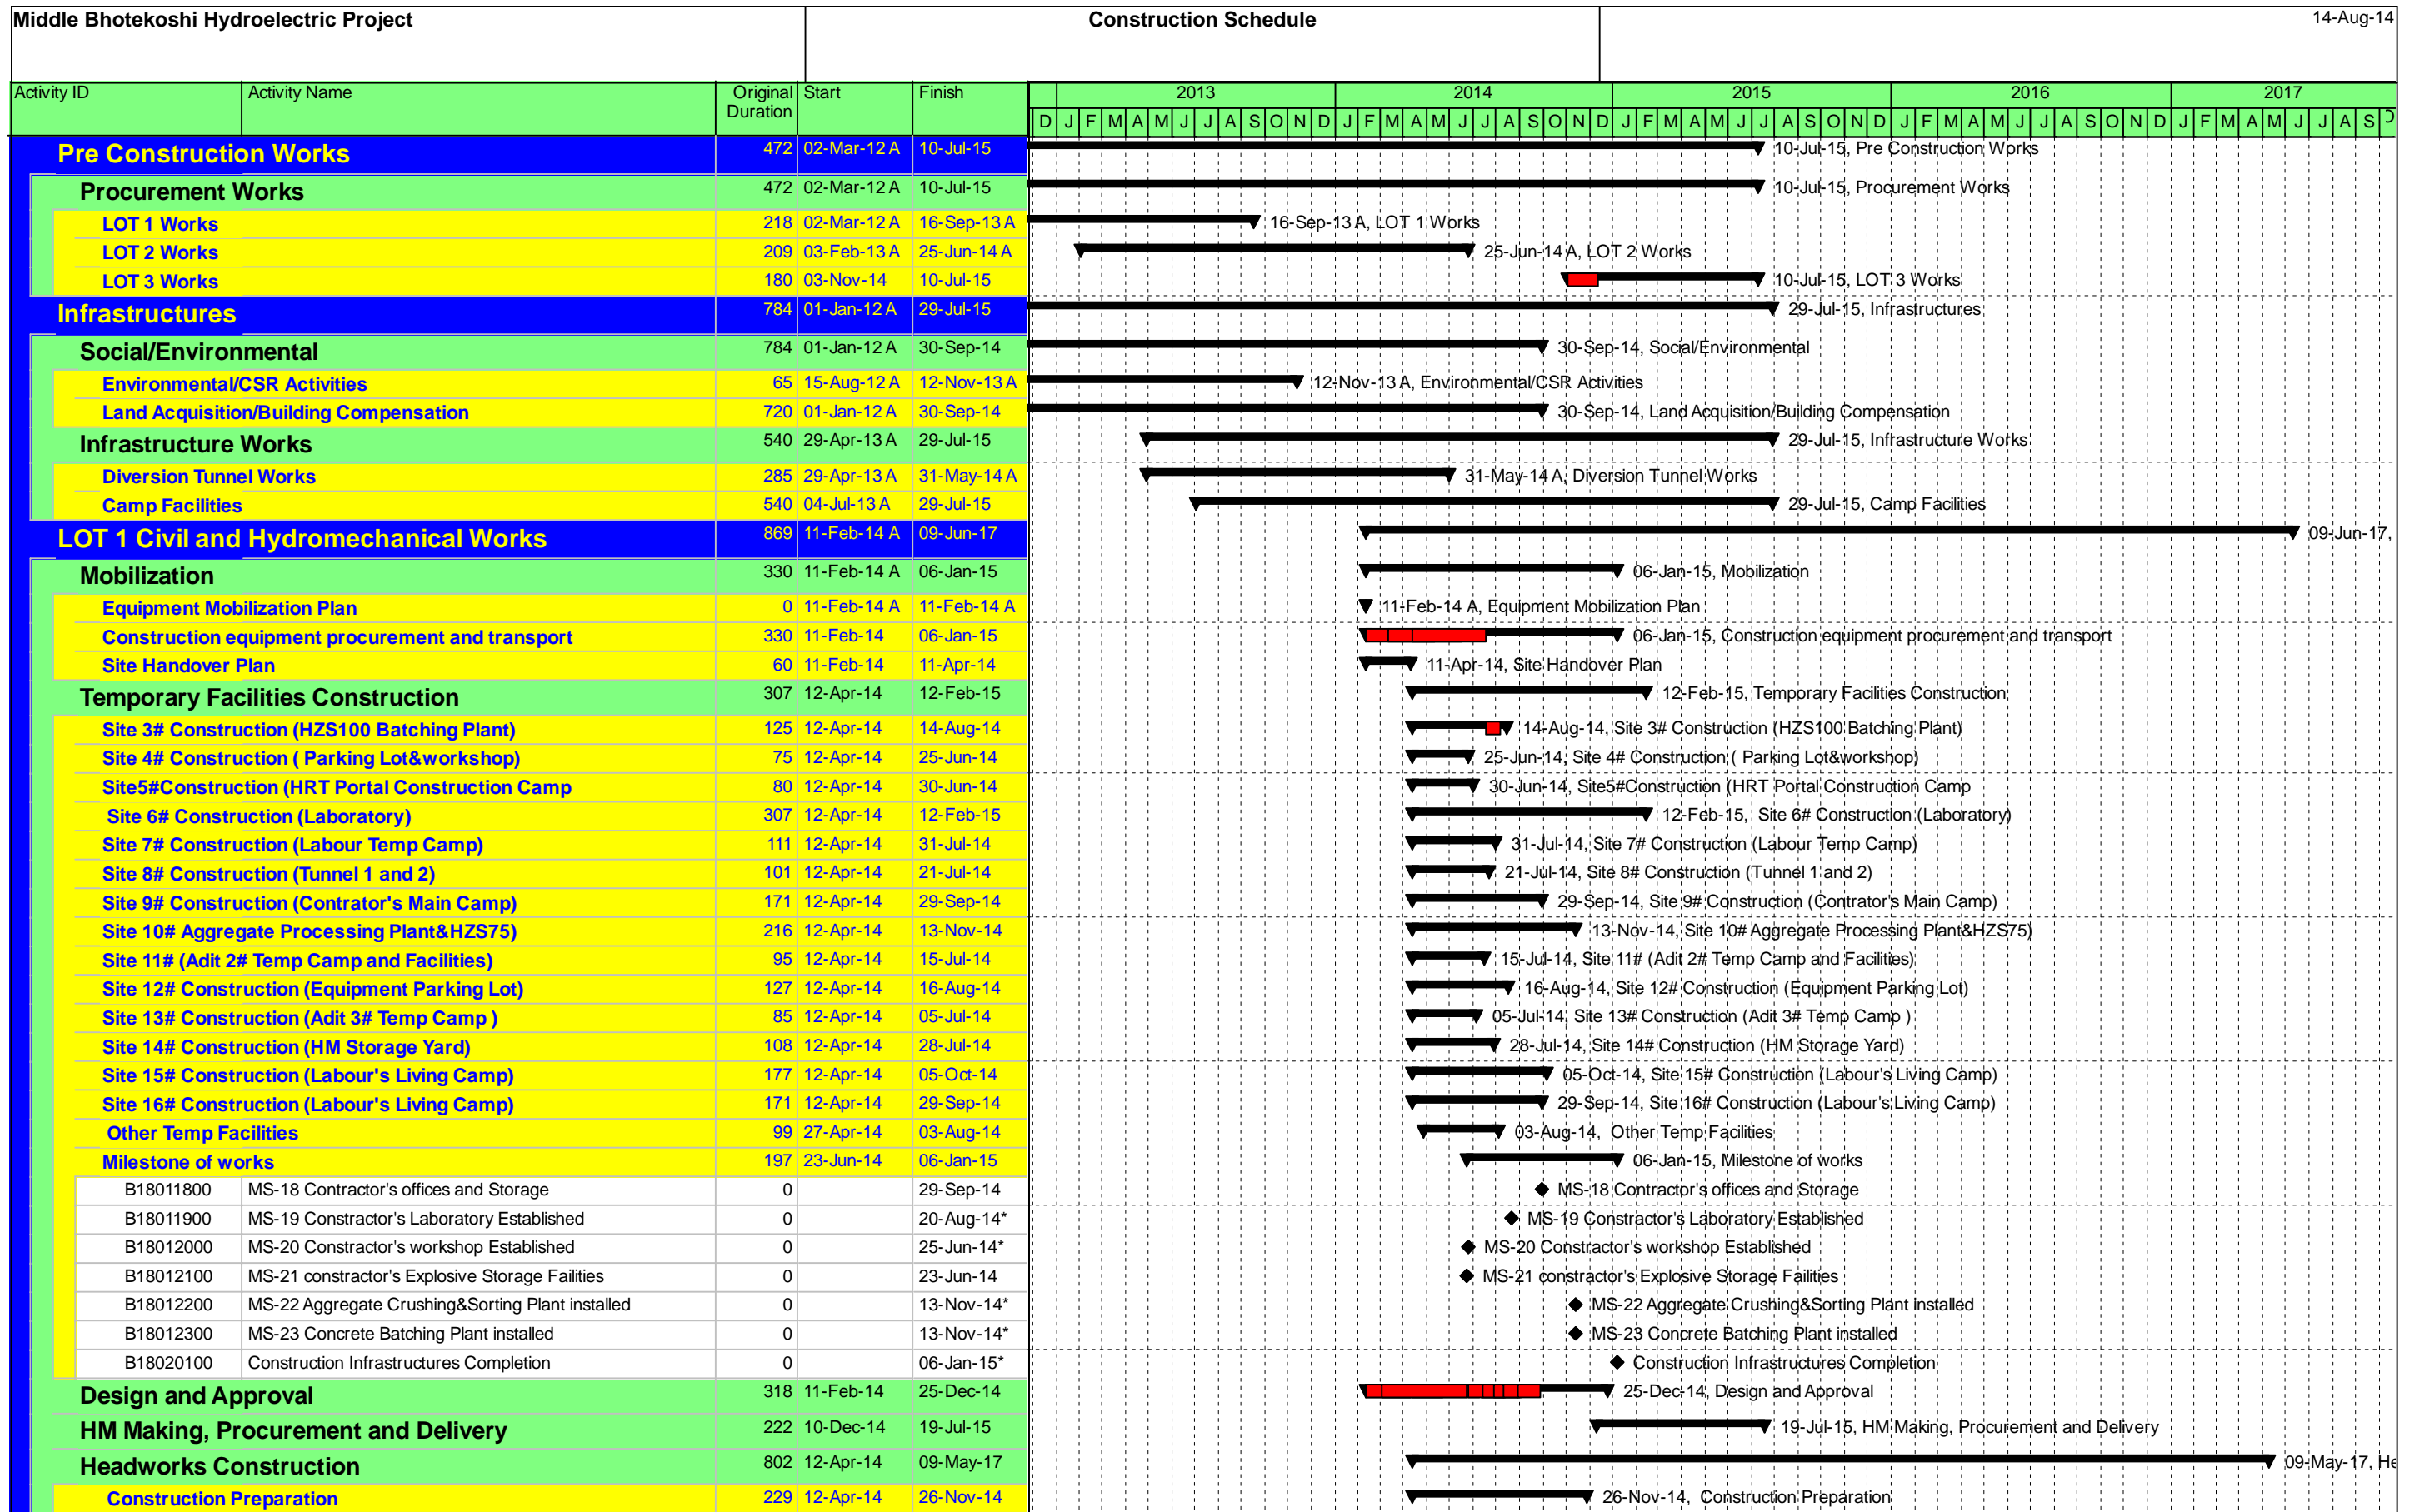 Middle Bhotekoshi Hydroelectric Project Construction Schedule 14-Aug-14
Activity ID Activity Name Original Duration Start Finish 2013 2014 2015 2016 2017
D J F M A M J J A S O N D J F M A M J J A S O N D J F M A M J J A S O N D J F M A M J J A S O N D J F M A M J J A S
Pre Construction Works 472 02-Mar-12 A 10-Jul-15 10-Jul-15, Pre Construction Works
Procurement Works 472 02-Mar-12 A 10-Jul-15 10-Jul-15, Procurement Works
LOT 1 Works 218 02-Mar-12 A 16-Sep-13 A 16-Sep-13 A, LOT 1 Works
LOT 2 Works 209 03-Feb-13 A 25-Jun-14 A 25-Jun-14 A, LOT 2 Works
LOT 3 Works 180 03-Nov-14 10-Jul-15 10-Jul-15, LOT 3 Works
Infrastructures 784 01-Jan-12 A 29-Jul-15 29-Jul-15, Infrastructures
Social/Environmental 784 01-Jan-12 A 30-Sep-14 30-Sep-14, Social/Environmental
Environmental/CSR Activities 65 15-Aug-12 A 12-Nov-13 A 12-Nov-13 A, Environmental/CSR Activities
Land Acquisition/Building Compensation 720 01-Jan-12 A 30-Sep-14 30-Sep-14, Land Acquisition/Building Compensation
Infrastructure Works 540 29-Apr-13 A 29-Jul-15 29-Jul-15, Infrastructure Works
Diversion Tunnel Works 285 29-Apr-13 A 31-May-14 A 31-May-14 A, Diversion Tunnel Works
Camp Facilities 540 04-Jul-13 A 29-Jul-15 29-Jul-15, Camp Facilities
LOT 1 Civil and Hydromechanical Works 869 11-Feb-14 A 09-Jun-17 09-Jun-17,
Mobilization 330 11-Feb-14 A 06-Jan-15 06-Jan-15, Mobilization
Equipment Mobilization Plan 0 11-Feb-14 A 11-Feb-14 A 11-Feb-14 A, Equipment Mobilization Plan
Construction equipment procurement and transport 330 11-Feb-14 06-Jan-15 06-Jan-15, Construction equipment procurement and transport
Site Handover Plan 60 11-Feb-14 11-Apr-14 11-Apr-14, Site Handover Plan
Temporary Facilities Construction 307 12-Apr-14 12-Feb-15 12-Feb-15, Temporary Facilities Construction
Site 3# Construction (HZS100 Batching Plant) 125 12-Apr-14 14-Aug-14 14-Aug-14, Site 3# Construction (HZS100 Batching Plant)
Site 4# Construction ( Parking Lot&workshop) 75 12-Apr-14 25-Jun-14 25-Jun-14, Site 4# Construction ( Parking Lot&workshop)
Site5#Construction (HRT Portal Construction Camp 80 12-Apr-14 30-Jun-14 30-Jun-14, Site5#Construction (HRT Portal Construction Camp
Site 6# Construction (Laboratory) 307 12-Apr-14 12-Feb-15 12-Feb-15, Site 6# Construction (Laboratory)
Site 7# Construction (Labour Temp Camp) 111 12-Apr-14 31-Jul-14 31-Jul-14, Site 7# Construction (Labour Temp Camp)
Site 8# Construction (Tunnel 1 and 2) 101 12-Apr-14 21-Jul-14 21-Jul-14, Site 8# Construction (Tunnel 1 and 2)
Site 9# Construction (Contrator's Main Camp) 171 12-Apr-14 29-Sep-14 29-Sep-14, Site 9# Construction (Contrator's Main Camp)
Site 10# Aggregate Processing Plant&HZS75) 216 12-Apr-14 13-Nov-14 13-Nov-14, Site 10# Aggregate Processing Plant&HZS75)
Site 11# (Adit 2# Temp Camp and Facilities) 95 12-Apr-14 15-Jul-14 15-Jul-14, Site 11# (Adit 2# Temp Camp and Facilities)
Site 12# Construction (Equipment Parking Lot) 127 12-Apr-14 16-Aug-14 16-Aug-14, Site 12# Construction (Equipment Parking Lot)
Site 13# Construction (Adit 3# Temp Camp ) 85 12-Apr-14 05-Jul-14 05-Jul-14, Site 13# Construction (Adit 3# Temp Camp )
Site 14# Construction (HM Storage Yard) 108 12-Apr-14 28-Jul-14 28-Jul-14, Site 14# Construction (HM Storage Yard)
Site 15# Construction (Labour's Living Camp) 177 12-Apr-14 05-Oct-14 05-Oct-14, Site 15# Construction (Labour's Living Camp)
Site 16# Construction (Labour's Living Camp) 171 12-Apr-14 29-Sep-14 29-Sep-14, Site 16# Construction (Labour's Living Camp)
Other Temp Facilities 99 27-Apr-14 03-Aug-14 03-Aug-14, Other Temp Facilities
Milestone of works 197 23-Jun-14 06-Jan-15 06-Jan-15, Milestone of works
B18011800 MS-18 Contractor's offices and Storage 0 29-Sep-14 MS-18 Contractor's offices and Storage
B18011900 MS-19 Constractor's Laboratory Established 0 20-Aug-14* MS-19 Constractor's Laboratory Established
B18012000 MS-20 Constractor's workshop Established 0 25-Jun-14* MS-20 Constractor's workshop Established
B18012100 MS-21 constractor's Explosive Storage Failities 0 23-Jun-14 MS-21 constractor's Explosive Storage Failities
B18012200 MS-22 Aggregate Crushing&Sorting Plant installed 0 13-Nov-14* MS-22 Aggregate Crushing&Sorting Plant installed
B18012300 MS-23 Concrete Batching Plant installed 0 13-Nov-14* MS-23 Concrete Batching Plant installed
B18020100 Construction Infrastructures Completion 0 06-Jan-15* Construction Infrastructures Completion
Design and Approval 318 11-Feb-14 25-Dec-14 25-Dec-14, Design and Approval
HM Making, Procurement and Delivery 222 10-Dec-14 19-Jul-15 19-Jul-15, HM Making, Procurement and Delivery
Headworks Construction 802 12-Apr-14 09-May-17 09-May-17, He
Construction Preparation 229 12-Apr-14 26-Nov-14 26-Nov-14, Construction Preparation